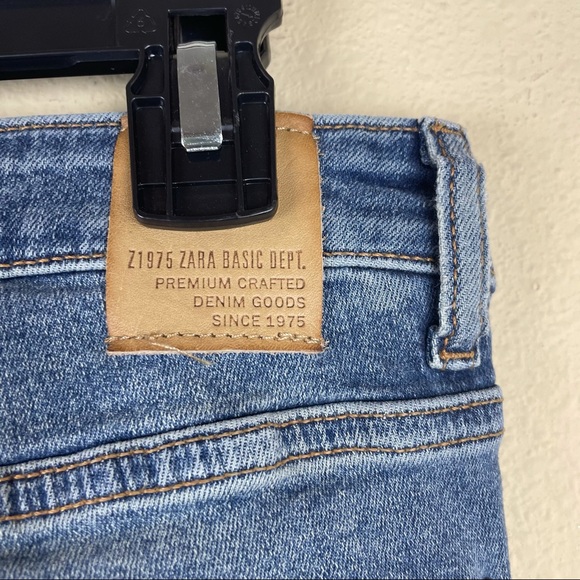 Z1975 ZARA BASIC DEPT.
PREMIUM CRAFTED
DENIM GOODS
SINCE 1975